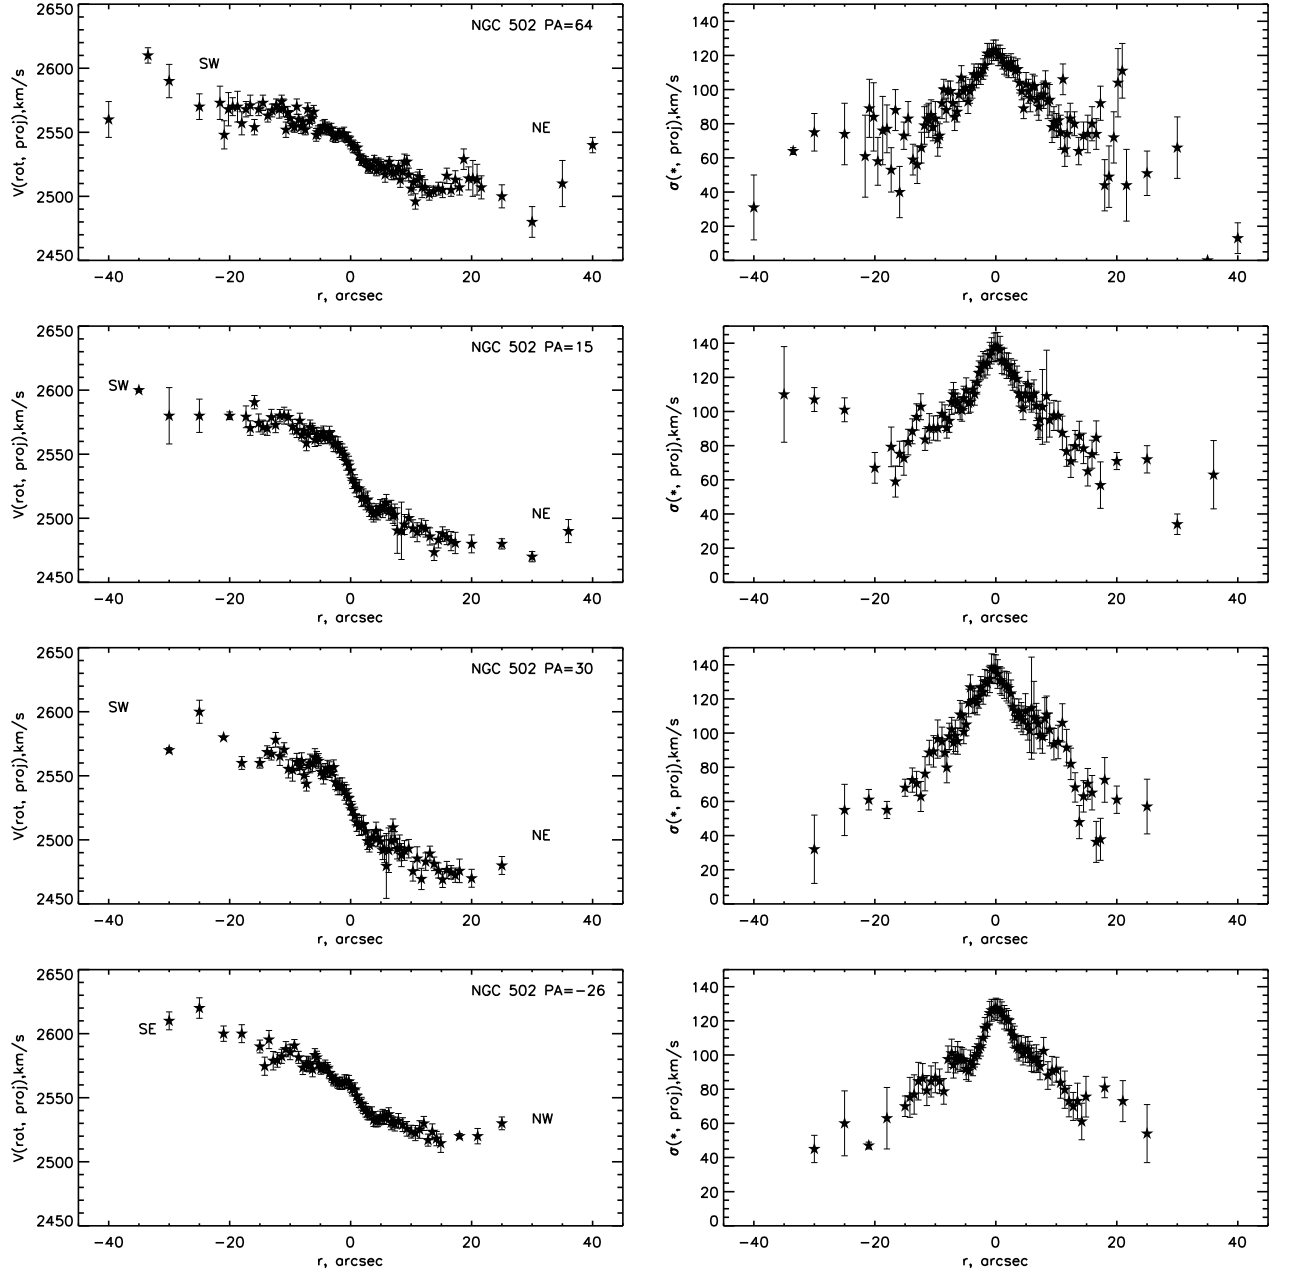 2650
2600
2550
2500
2450
V(rot, proj),km/s
NGC 502 PA=64
SW
NE
−40 −20 0 20 40
r, arcsec
140
120
100
80
60
40
20
0
σ(*, proj),km/s
−40 −20 0 20 40
r, arcsec
2650
2600
2550
2500
2450
V(rot, proj),km/s
NGC 502 PA=15
SW
NE
−40 −20 0 20 40
r, arcsec
140
120
100
80
60
40
20
0
σ(*, proj),km/s
−40 −20 0 20 40
r, arcsec
2650
2600
2550
2500
2450
V(rot, proj),km/s
NGC 502 PA=30
SW
NE
−40 −20 0 20 40
r, arcsec
140
120
100
80
60
40
20
0
σ(*, proj),km/s
−40 −20 0 20 40
r, arcsec
2650
2600
2550
2500
2450
V(rot, proj),km/s
NGC 502 PA=−26
SE
NW
−40 −20 0 20 40
r, arcsec
140
120
100
80
60
40
20
0
σ(*, proj),km/s
−40 −20 0 20 40
r, arcsec